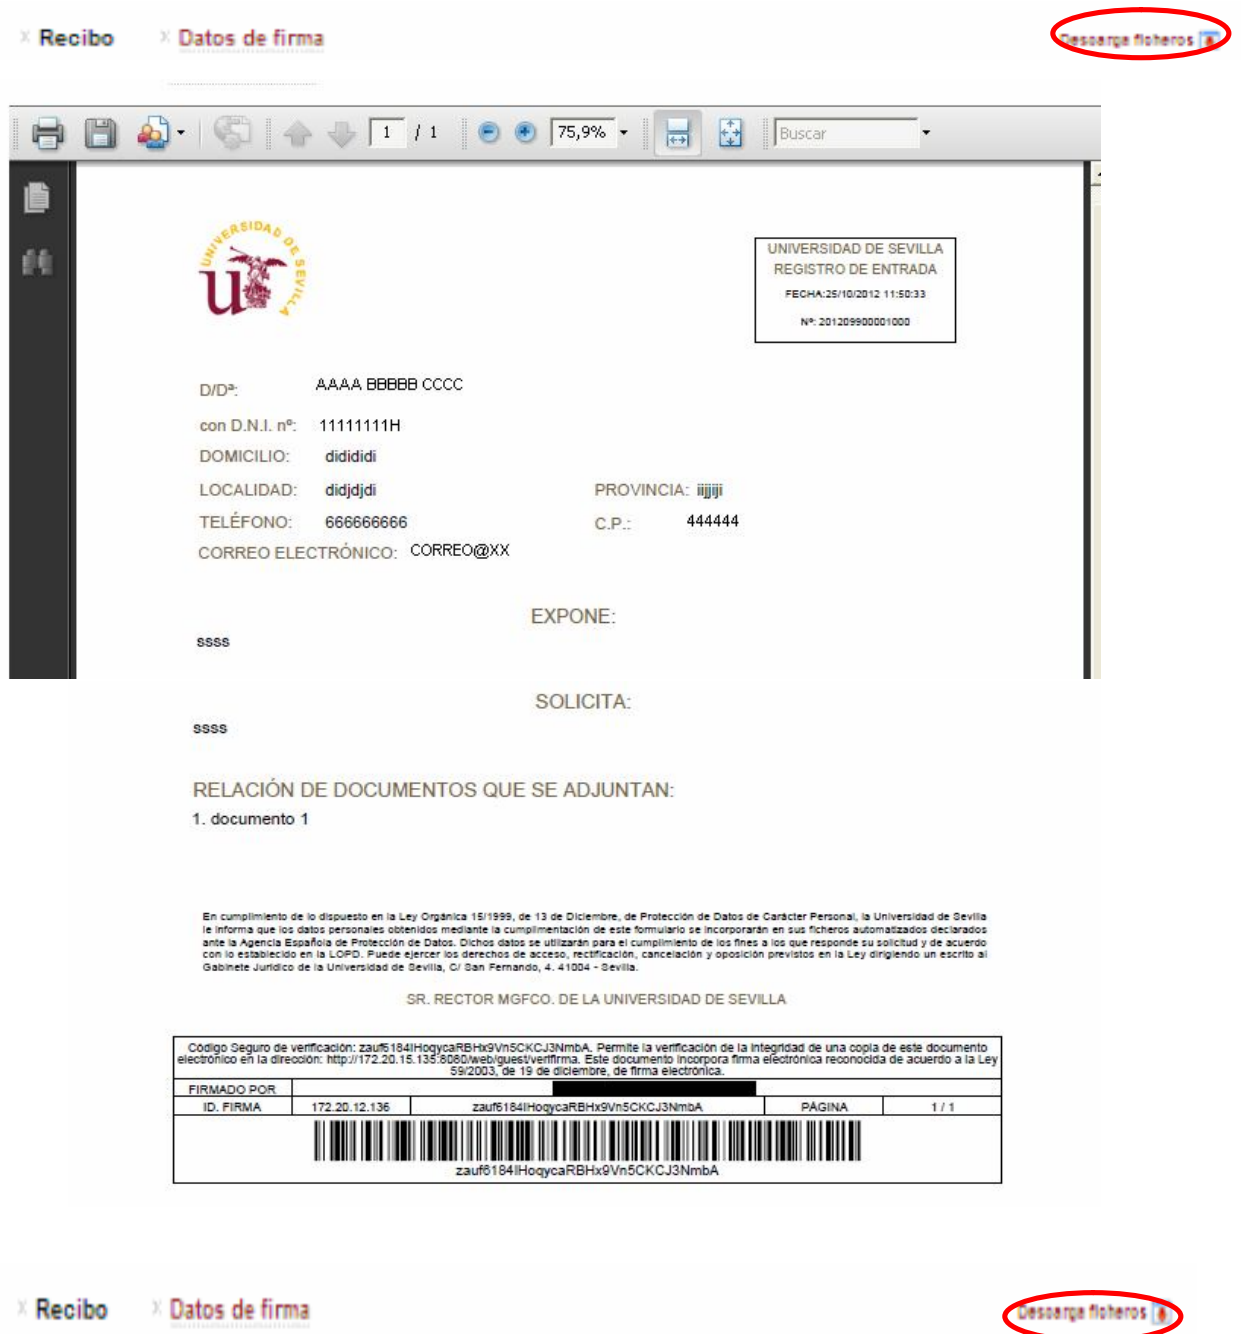 Recibo Datos de firma Descarga ficheros
1 / 1 75,9% Buscar
UNIVERSIDAD DE SEVILLA
UNIVERSIDAD DE SEVILLA
REGISTRO DE ENTRADA
FECHA:25/10/2012 11:50:33
Nº: 201209900001000
D/Dª: AAAA BBBBB CCCC
con D.N.I. nº: 11111111H
DOMICILIO: didididi
LOCALIDAD: didjdjdi PROVINCIA: iijjiji
TELÉFONO: 666666666 C.P.: 444444
CORREO ELECTRÓNICO: CORREO@XX
EXPONE:
ssss
SOLICITA:
ssss
RELACIÓN DE DOCUMENTOS QUE SE ADJUNTAN:
1. documento 1
En cumplimiento de lo dispuesto en la Ley Orgánica 15/1999, de 13 de Diciembre, de Protección de Datos de Carácter Personal, la Universidad de Sevilla
le informa que los datos personales obtenidos mediante la cumplimentación de este formulario se incorporarán en sus ficheros automatizados declarados
ante la Agencia Española de Protección de Datos. Dichos datos se utilizarán para el cumplimiento de los fines a los que responde su solicitud y de acuerdo
con lo establecido en la LOPD. Puede ejercer los derechos de acceso, rectificación, cancelación y oposición previstos en la Ley dirigiendo un escrito al
Gabinete Jurídico de la Universidad de Sevilla, C/ San Fernando, 4. 41004 - Sevilla.
SR. RECTOR MGFCO. DE LA UNIVERSIDAD DE SEVILLA
Código Seguro de verificación: zauf6184IHoqycaRBHx9Vn5CKCJ3NmbA. Permite la verificación de la integridad de una copia de este documento
electrónico en la dirección: http://172.20.15.135:8080/web/guest/verifirma. Este documento incorpora firma electrónica reconocida de acuerdo a la Ley
59/2003, de 19 de diciembre, de firma electrónica.
FIRMADO POR
ID. FIRMA 172.20.12.136 zauf6184IHoqycaRBHx9Vn5CKCJ3NmbA PÁGINA 1 / 1
zauf6184IHoqycaRBHx9Vn5CKCJ3NmbA
Recibo Datos de firma Descarga ficheros